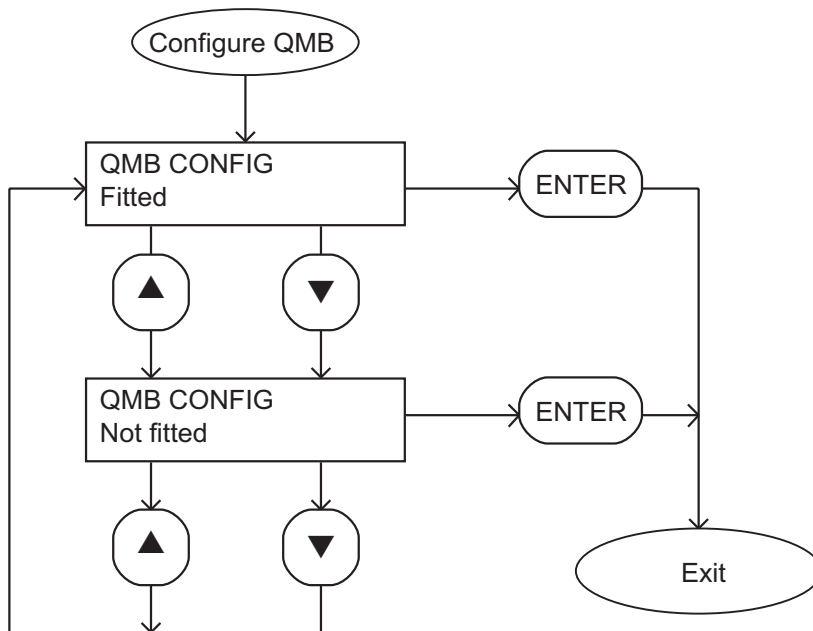 Configure QMB
QMB CONFIG
Fitted
ENTER
QMB CONFIG
Not fitted
ENTER
Exit